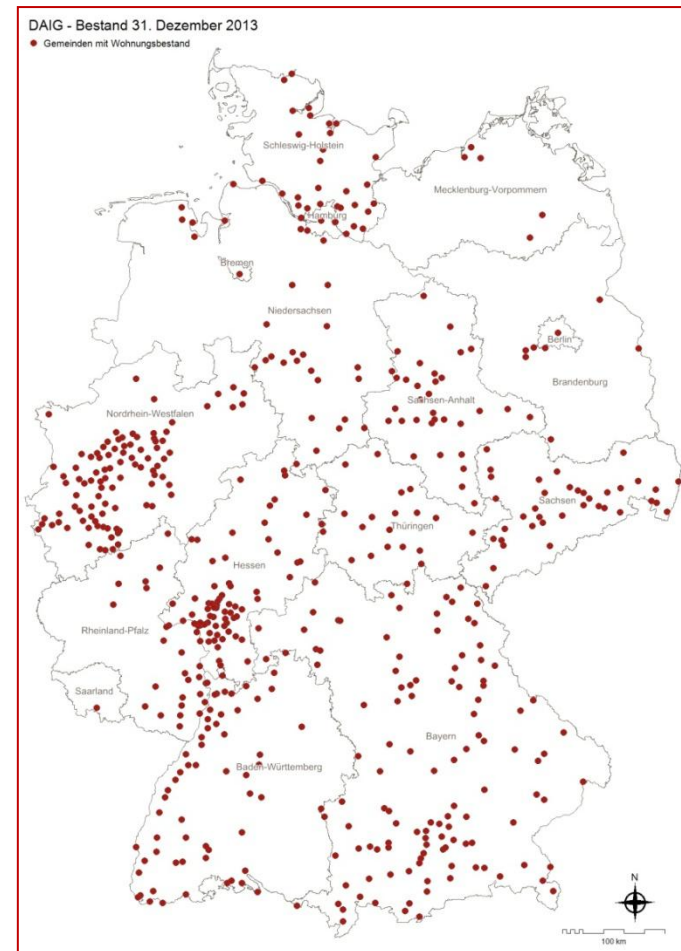 DAIG - Bestand 31. Dezember 2013
Gemeinden mit Wohnungsbestand
Schleswig-Holstein
Mecklenburg-Vorpommern
Hamburg
Bremen
Niedersachsen
Berlin
Brandenburg
Sachsen-Anhalt
Nordrhein-Westfalen
Sachsen
Thüringen
Hessen
Rheinland-Pfalz
Saarland
Bayern
Baden-Württemberg
N
100 km